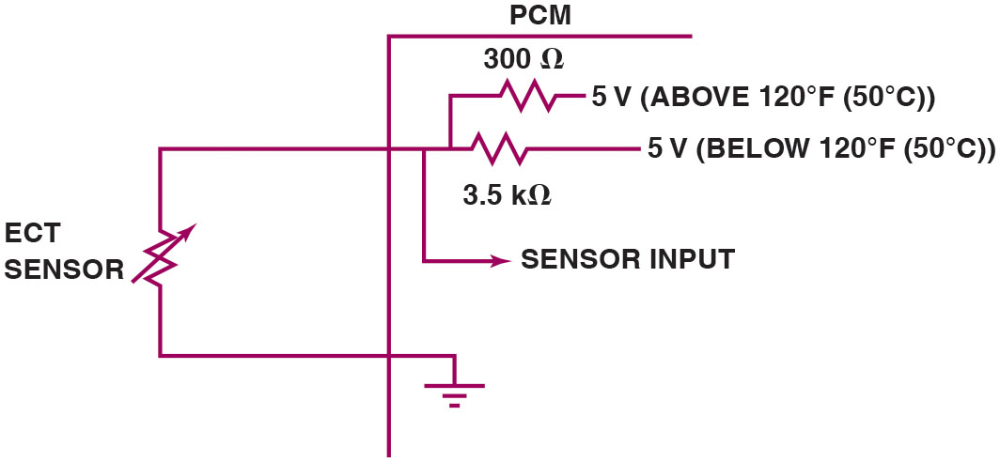 PCM
300 Ω
5 V (ABOVE 120°F (50°C))
5 V (BELOW 120°F (50°C))
3.5 kΩ
ECT
SENSOR
SENSOR INPUT